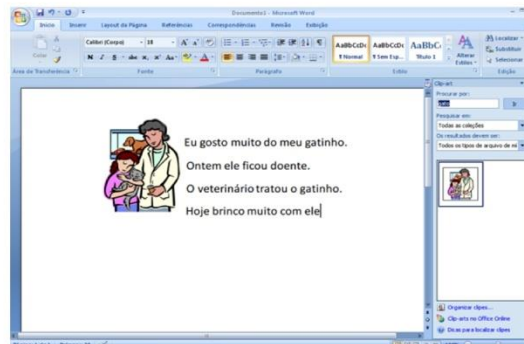 Documento1 - Microsoft Word
Início Inserir Layout da Página Referências Correspondências Revisão Exibição
Calibri (Corpo) 18
Colar
AaBbCcDc AaBbCcDc AaBbC
¶ Normal ¶ Sem Esp... Título 1
Alterar Estilos
Localizar
Substituir
Selecionar
Área de Transferência Fonte Parágrafo Estilo Edição
Clip-art
Procurar por:
gato
Pesquisar em:
Todas as coleções
Os resultados devem ser:
Todos os tipos de arquivo de mí
Eu gosto muito do meu gatinho.
Ontem ele ficou doente.
O veterinário tratou o gatinho.
Hoje brinco muito com ele
Organizar clipes...
Clip-arts no Office Online
Dicas para localizar clipes